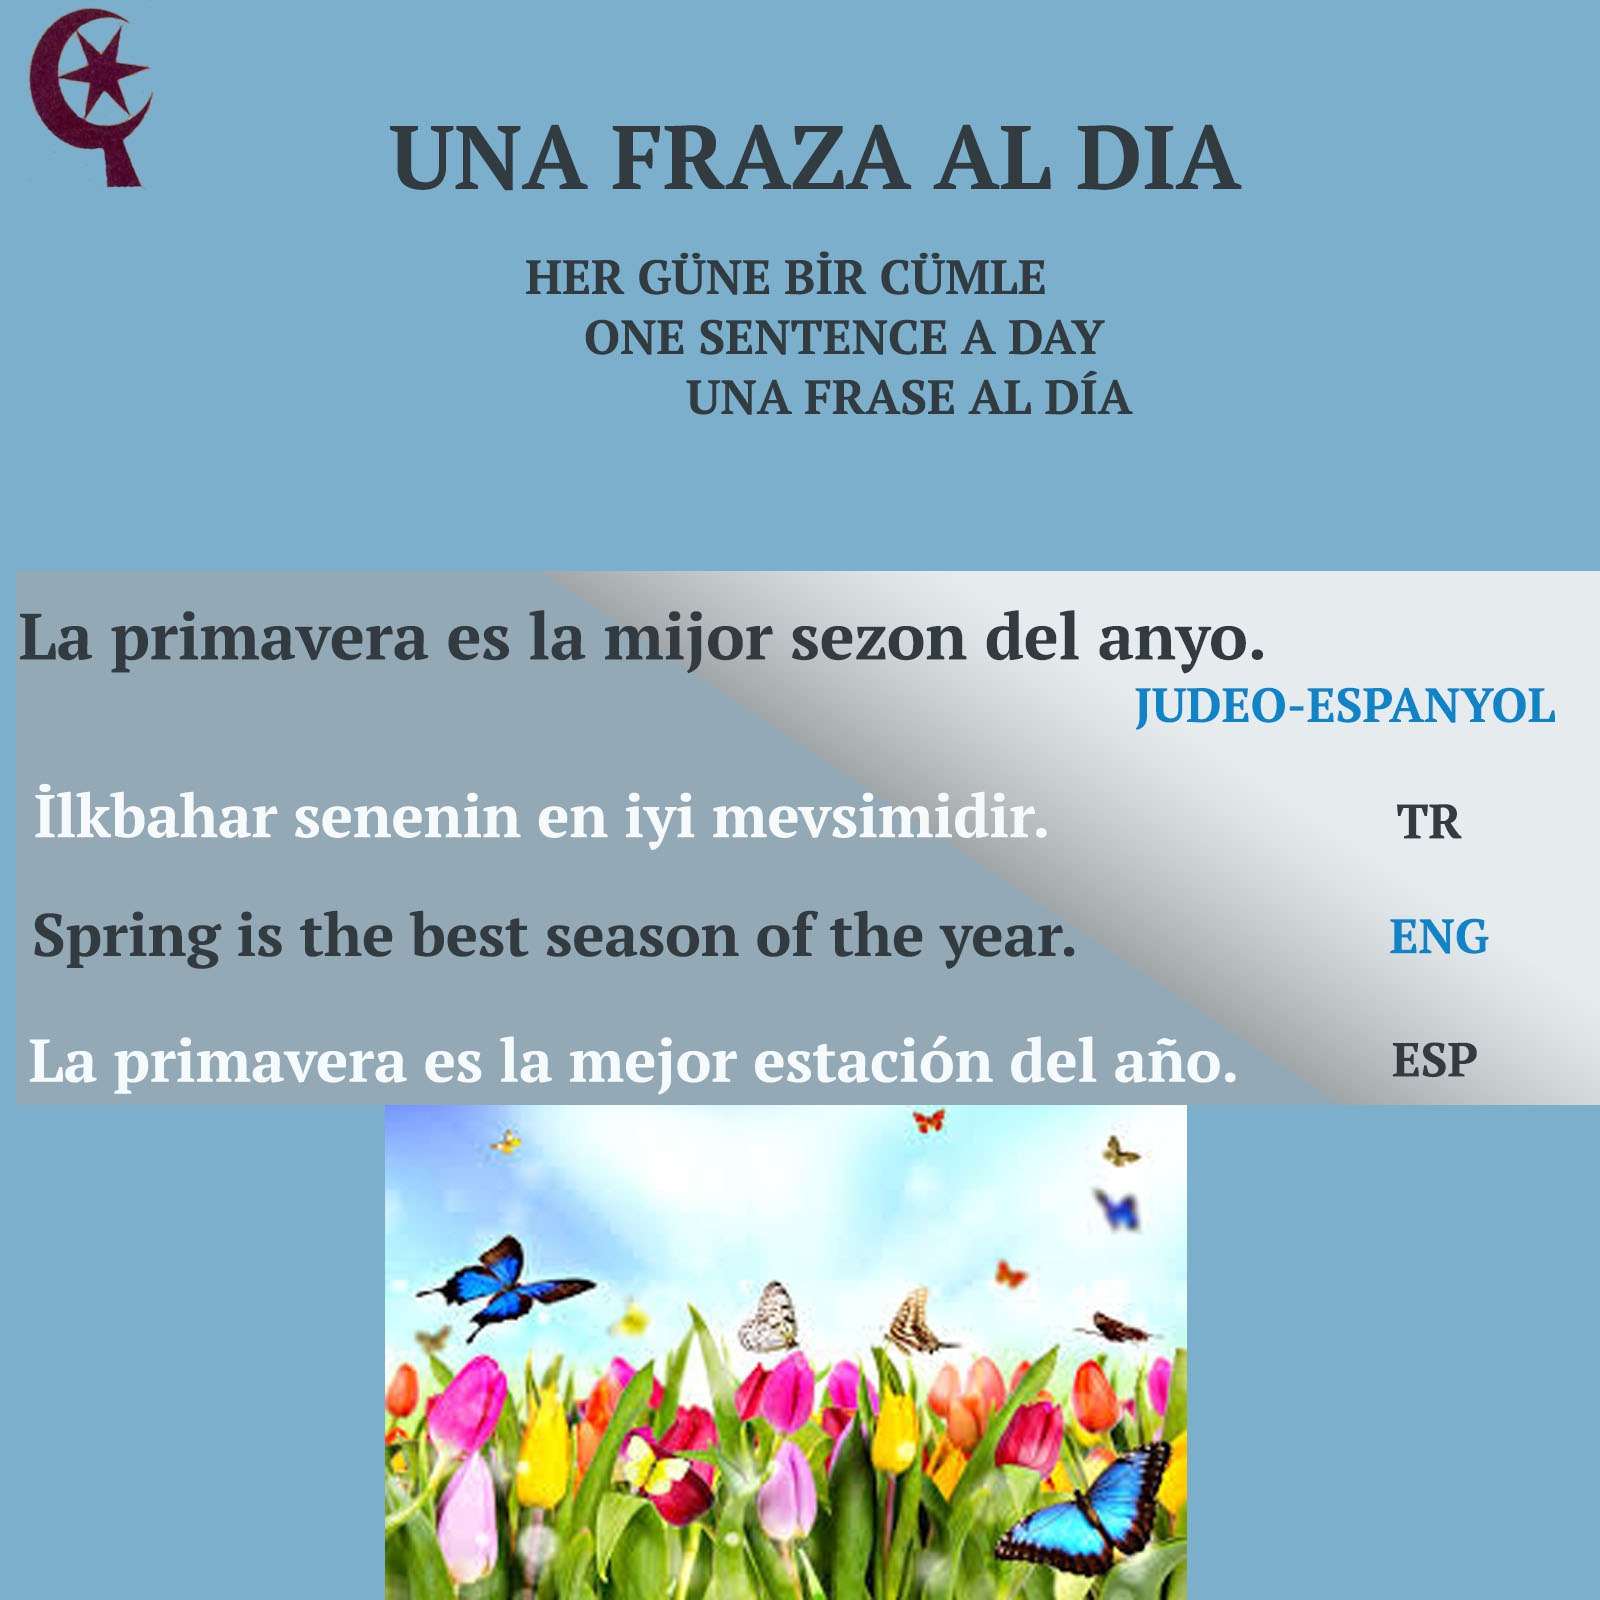 UNA FRAZA AL DIA
HER GÜNE BİR CÜMLE
ONE SENTENCE A DAY
UNA FRASE AL DÍA
La primavera es la mijor sezon del anyo.
JUDEO-ESPANYOL
İlkbahar senenin en iyi mevsimidir. TR
Spring is the best season of the year. ENG
La primavera es la mejor estación del año. ESP